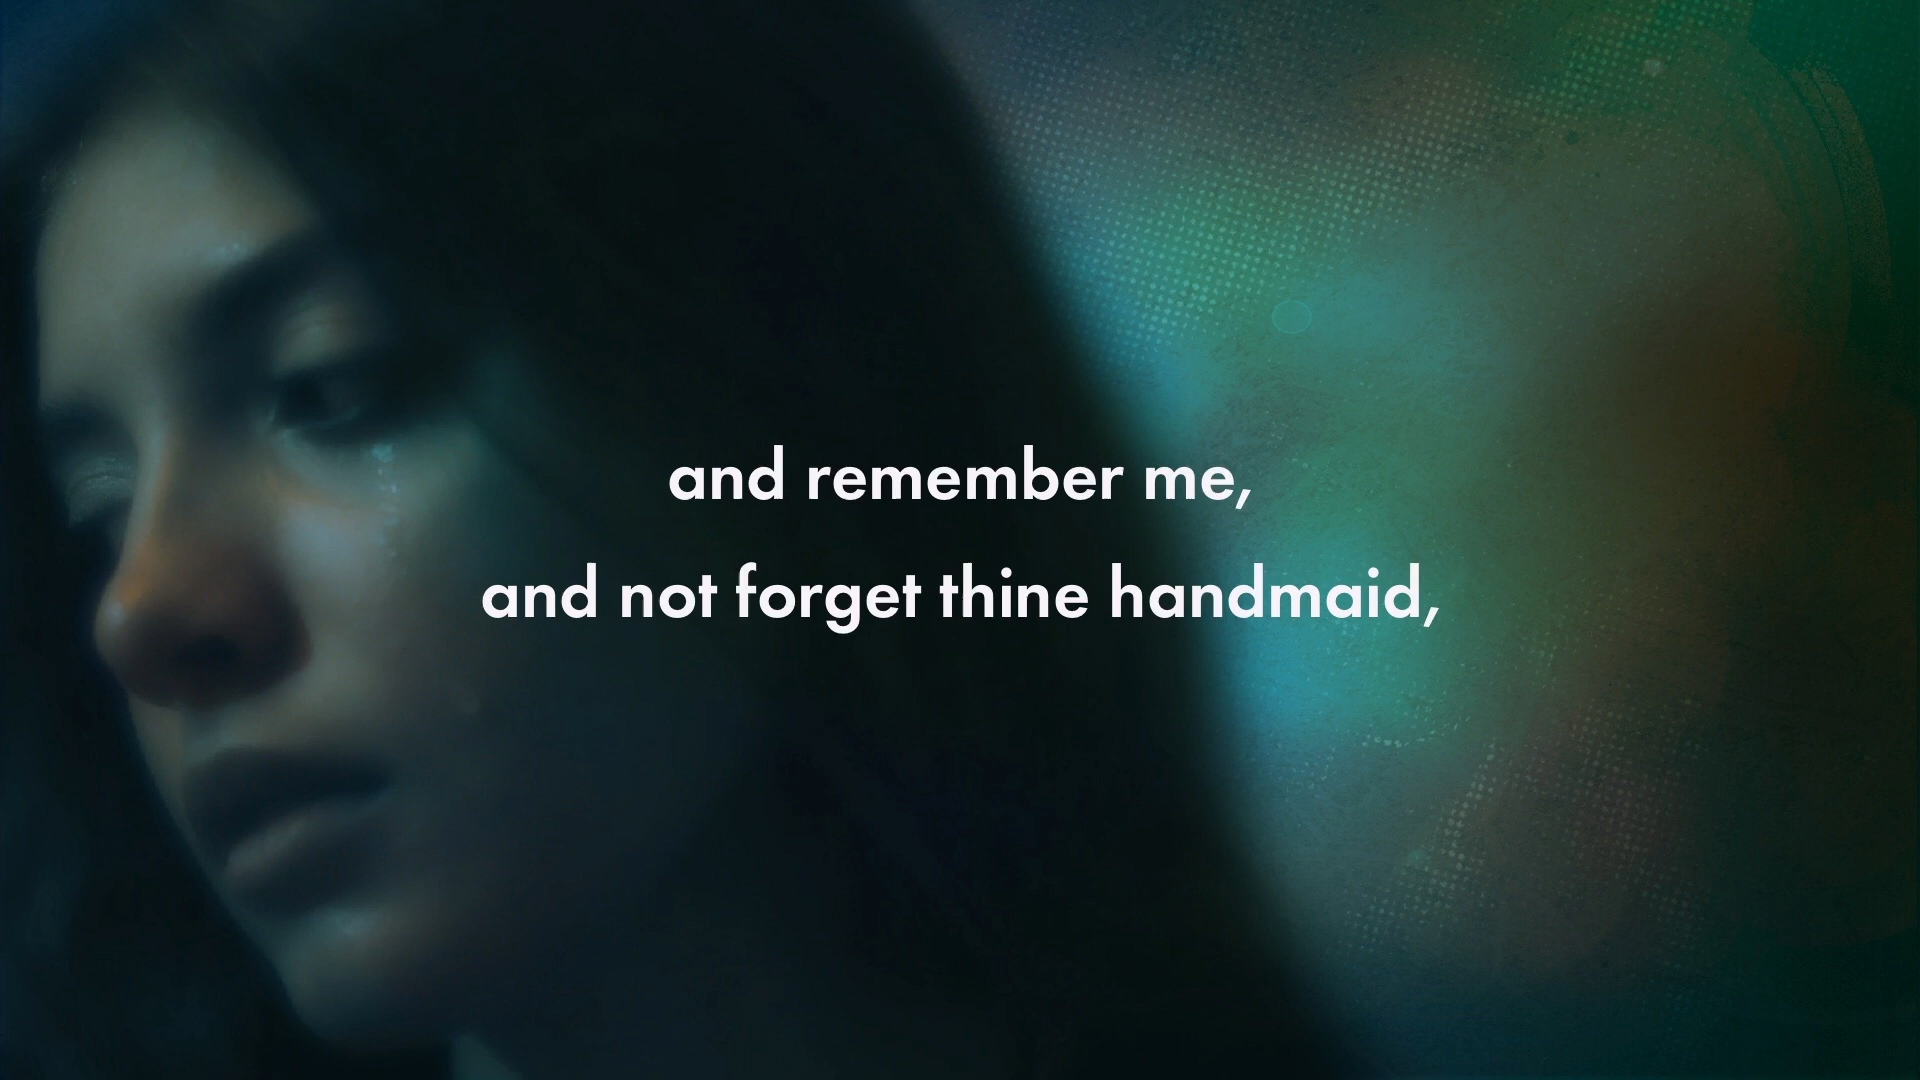 and remember me,
and not forget thine handmaid,